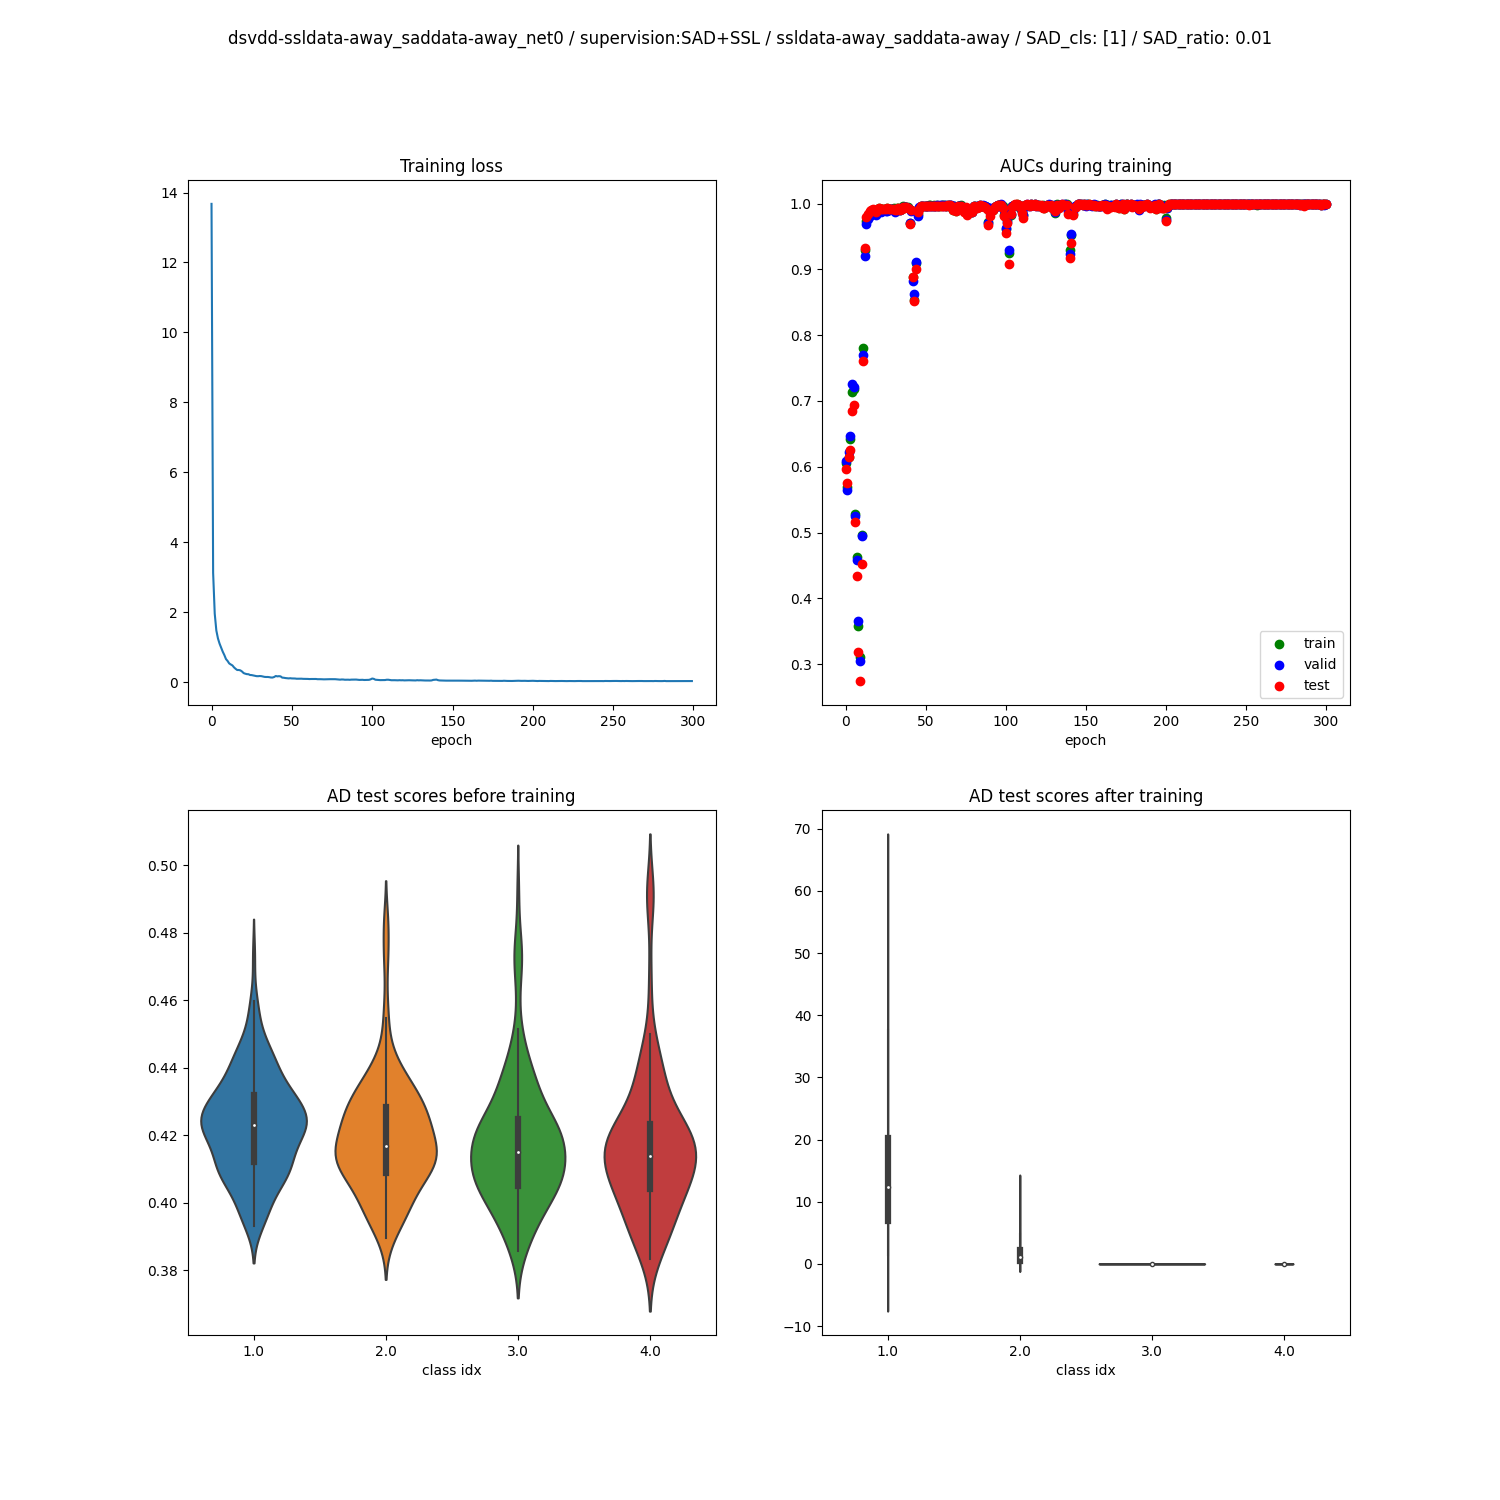 dsvdd-ssldata-away_saddata-away_net0 / supervision:SAD+SSL / ssldata-away_saddata-away / SAD_cls: [1] / SAD_ratio: 0.01
Training loss
14
12
10
8
6
4
2
0
0 50 100 150 200 250 300
epoch
AUCs during training
1.0
0.9
0.8
0.7
0.6
0.5
0.4
0.3
train
valid
test
0 50 100 150 200 250 300
epoch
AD test scores before training
0.50
0.48
0.46
0.44
0.42
0.40
0.38
1.0 2.0 3.0 4.0
class idx
AD test scores after training
70
60
50
40
30
20
10
0
−10
1.0 2.0 3.0 4.0
class idx